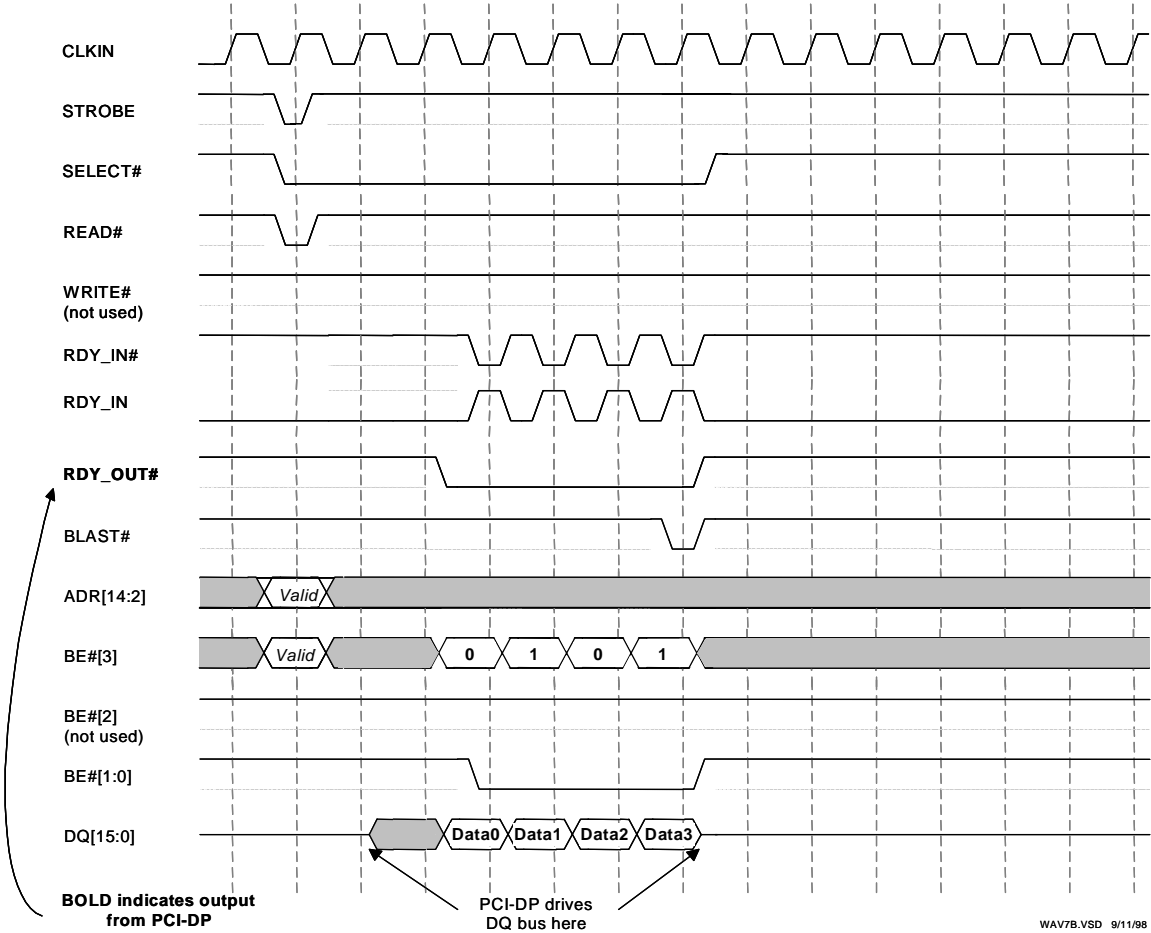 CLKIN
STROBE
SELECT#
READ#
WRITE#
(not used)
RDY_IN#
RDY_IN
RDY_OUT#
BLAST#
ADR[14:2]
Valid
BE#[3]
Valid
0
1
0
1
BE#[2]
(not used)
BE#[1:0]
DQ[15:0]
Data0
Data1
Data2
Data3
BOLD indicates output
from PCI-DP
PCI-DP drives
DQ bus here
WAV7B.VSD 9/11/98